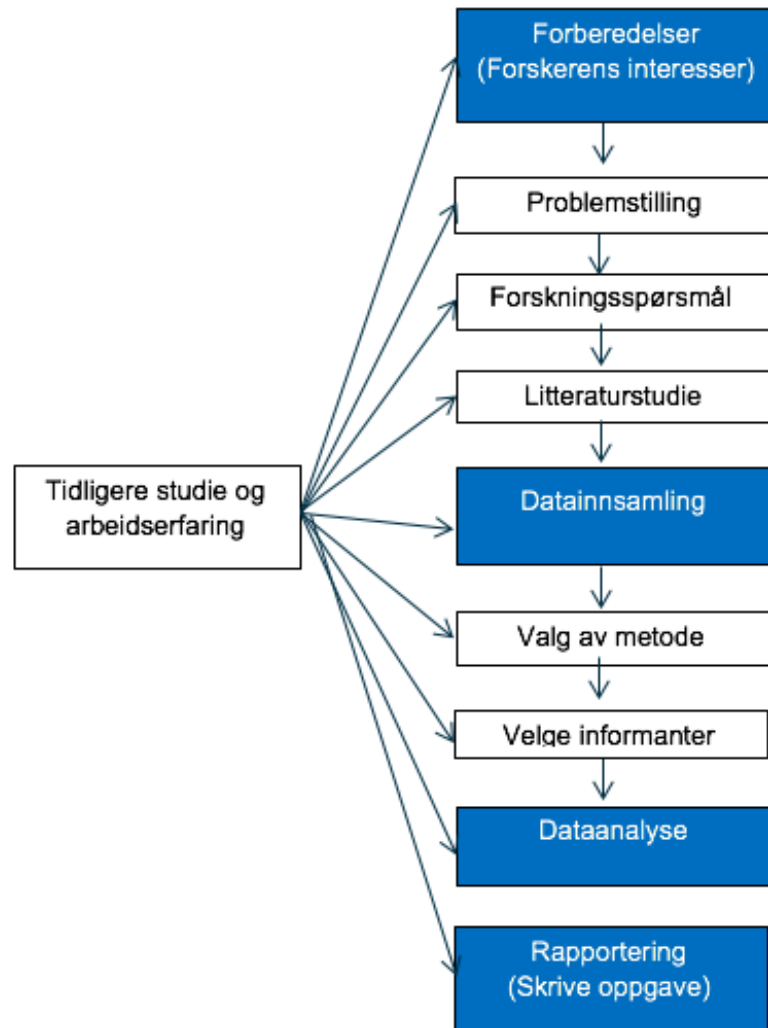 Forberedelser
(Forskerens interesser)
Problemstilling
Forskningsspørsmål
Litteraturstudie
Tidligere studie og
arbeidserfaring
Datainnsamling
Valg av metode
Velge informanter
Dataanalyse
Rapportering
(Skrive oppgave)